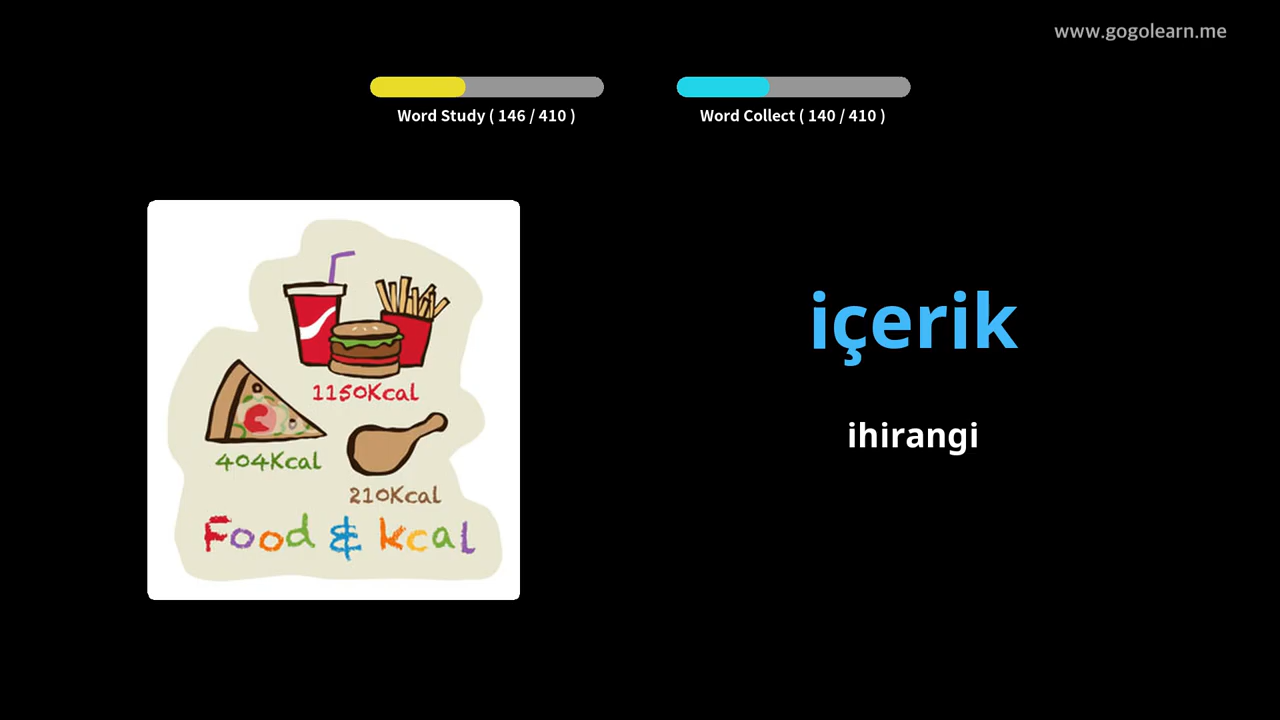 www.gogolearn.me
Word Study ( 146 / 410 )
Word Collect ( 140 / 410 )
1150Kcal
404Kcal
210Kcal
Food & kcal
içerik
ihirangi